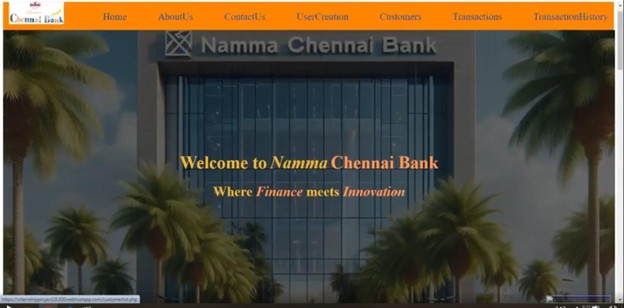 Chennai Bank
Home AboutUs ContactUs UserCreation Customers Transactions TransactionHistory
Namma Chennai Bank
Welcome to Namma Chennai Bank
Where Finance meets Innovation